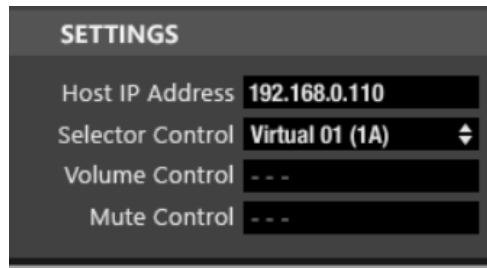 SETTINGS
Host IP Address 192.168.0.110
Selector Control Virtual 01 (1A)
Volume Control - - -
Mute Control - - -